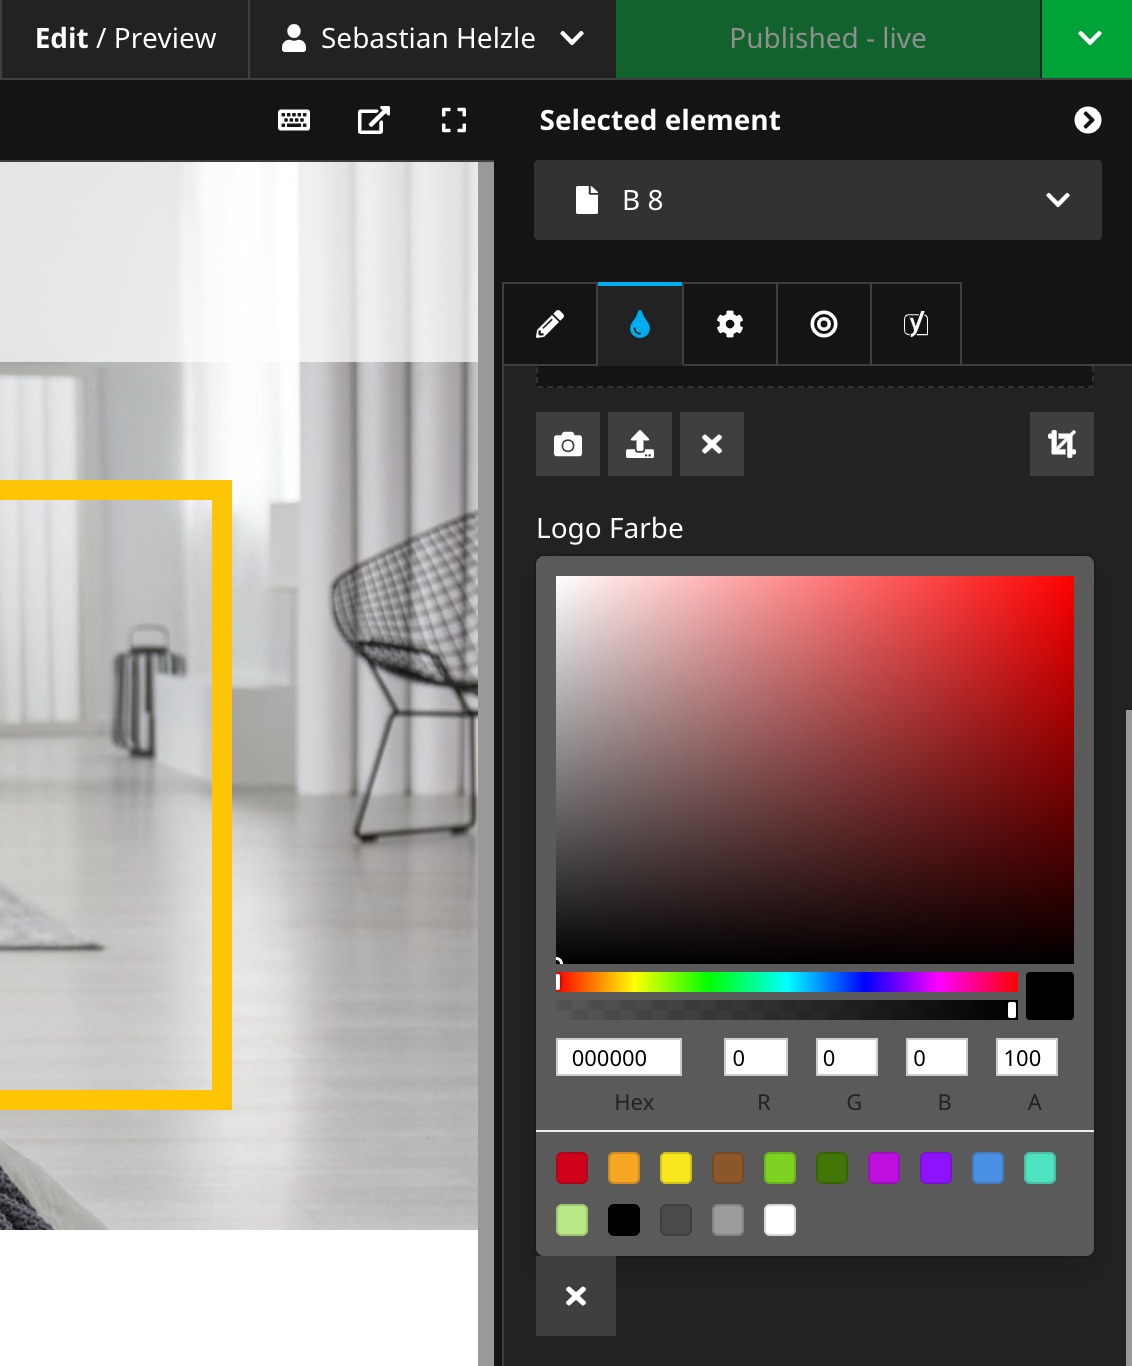 Edit / Preview
Sebastian Helzle
Published - live
Selected element
B 8
Logo Farbe
000000 0 0 0 100
Hex R G B A